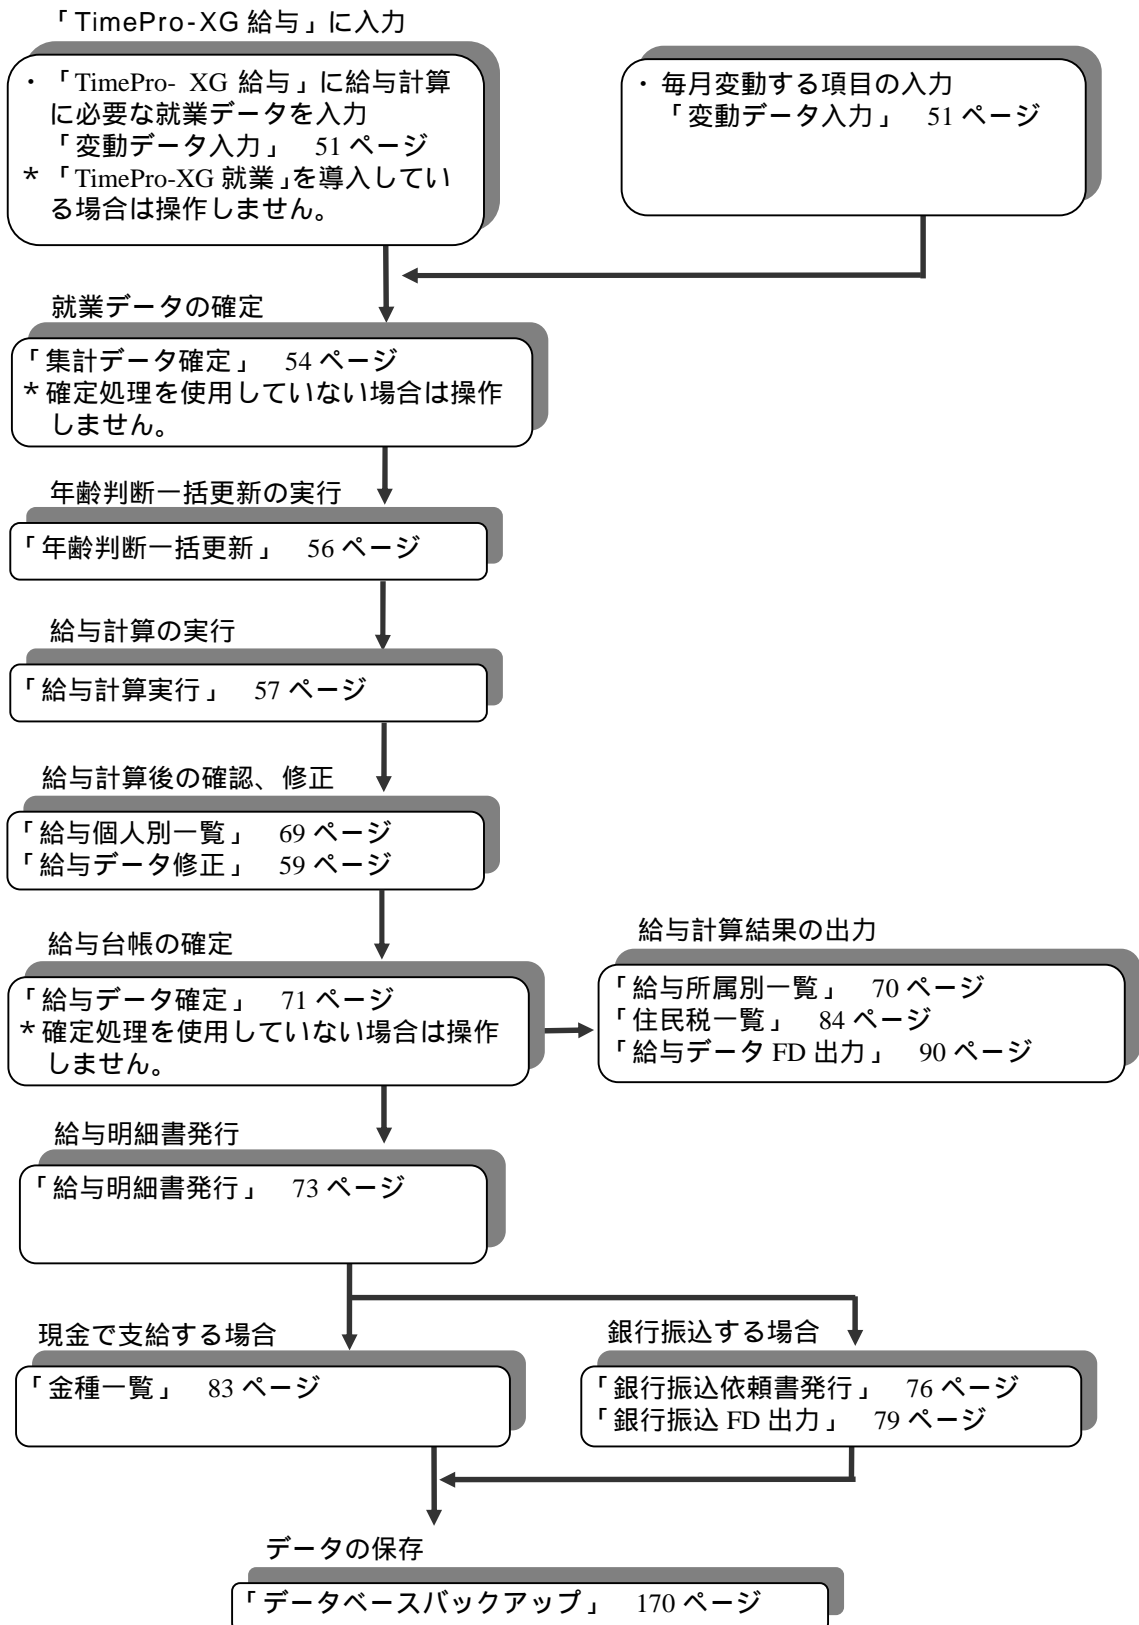 「TimePro-XG 給与」に入力
・「TimePro- XG 給与」に給与計算
に必要な就業データを入力
「変動データ入力」 51 ページ
* 「TimePro-XG 就業」を導入してい
る場合は操作しません。
・毎月変動する項目の入力
「変動データ入力」 51 ページ
就業データの確定
「集計データ確定」 54 ページ
*確定処理を使用していない場合は操作
しません。
年齢判断一括更新の実行
「年齢判断一括更新」 56 ページ
給与計算の実行
「給与計算実行」 57 ページ
給与計算後の確認、修正
「給与個人別一覧」 69 ページ
「給与データ修正」 59 ページ
給与台帳の確定
「給与データ確定」 71 ページ
*確定処理を使用していない場合は操作
しません。
給与計算結果の出力
「給与所属別一覧」 70 ページ
「住民税一覧」 84 ページ
「給与データ FD 出力」 90 ページ
給与明細書発行
「給与明細書発行」 73 ページ
現金で支給する場合
「金種一覧」 83 ページ
銀行振込する場合
「銀行振込依頼書発行」 76 ページ
「銀行振込 FD 出力」 79 ページ
データの保存
「データベースバックアップ」 170 ページ